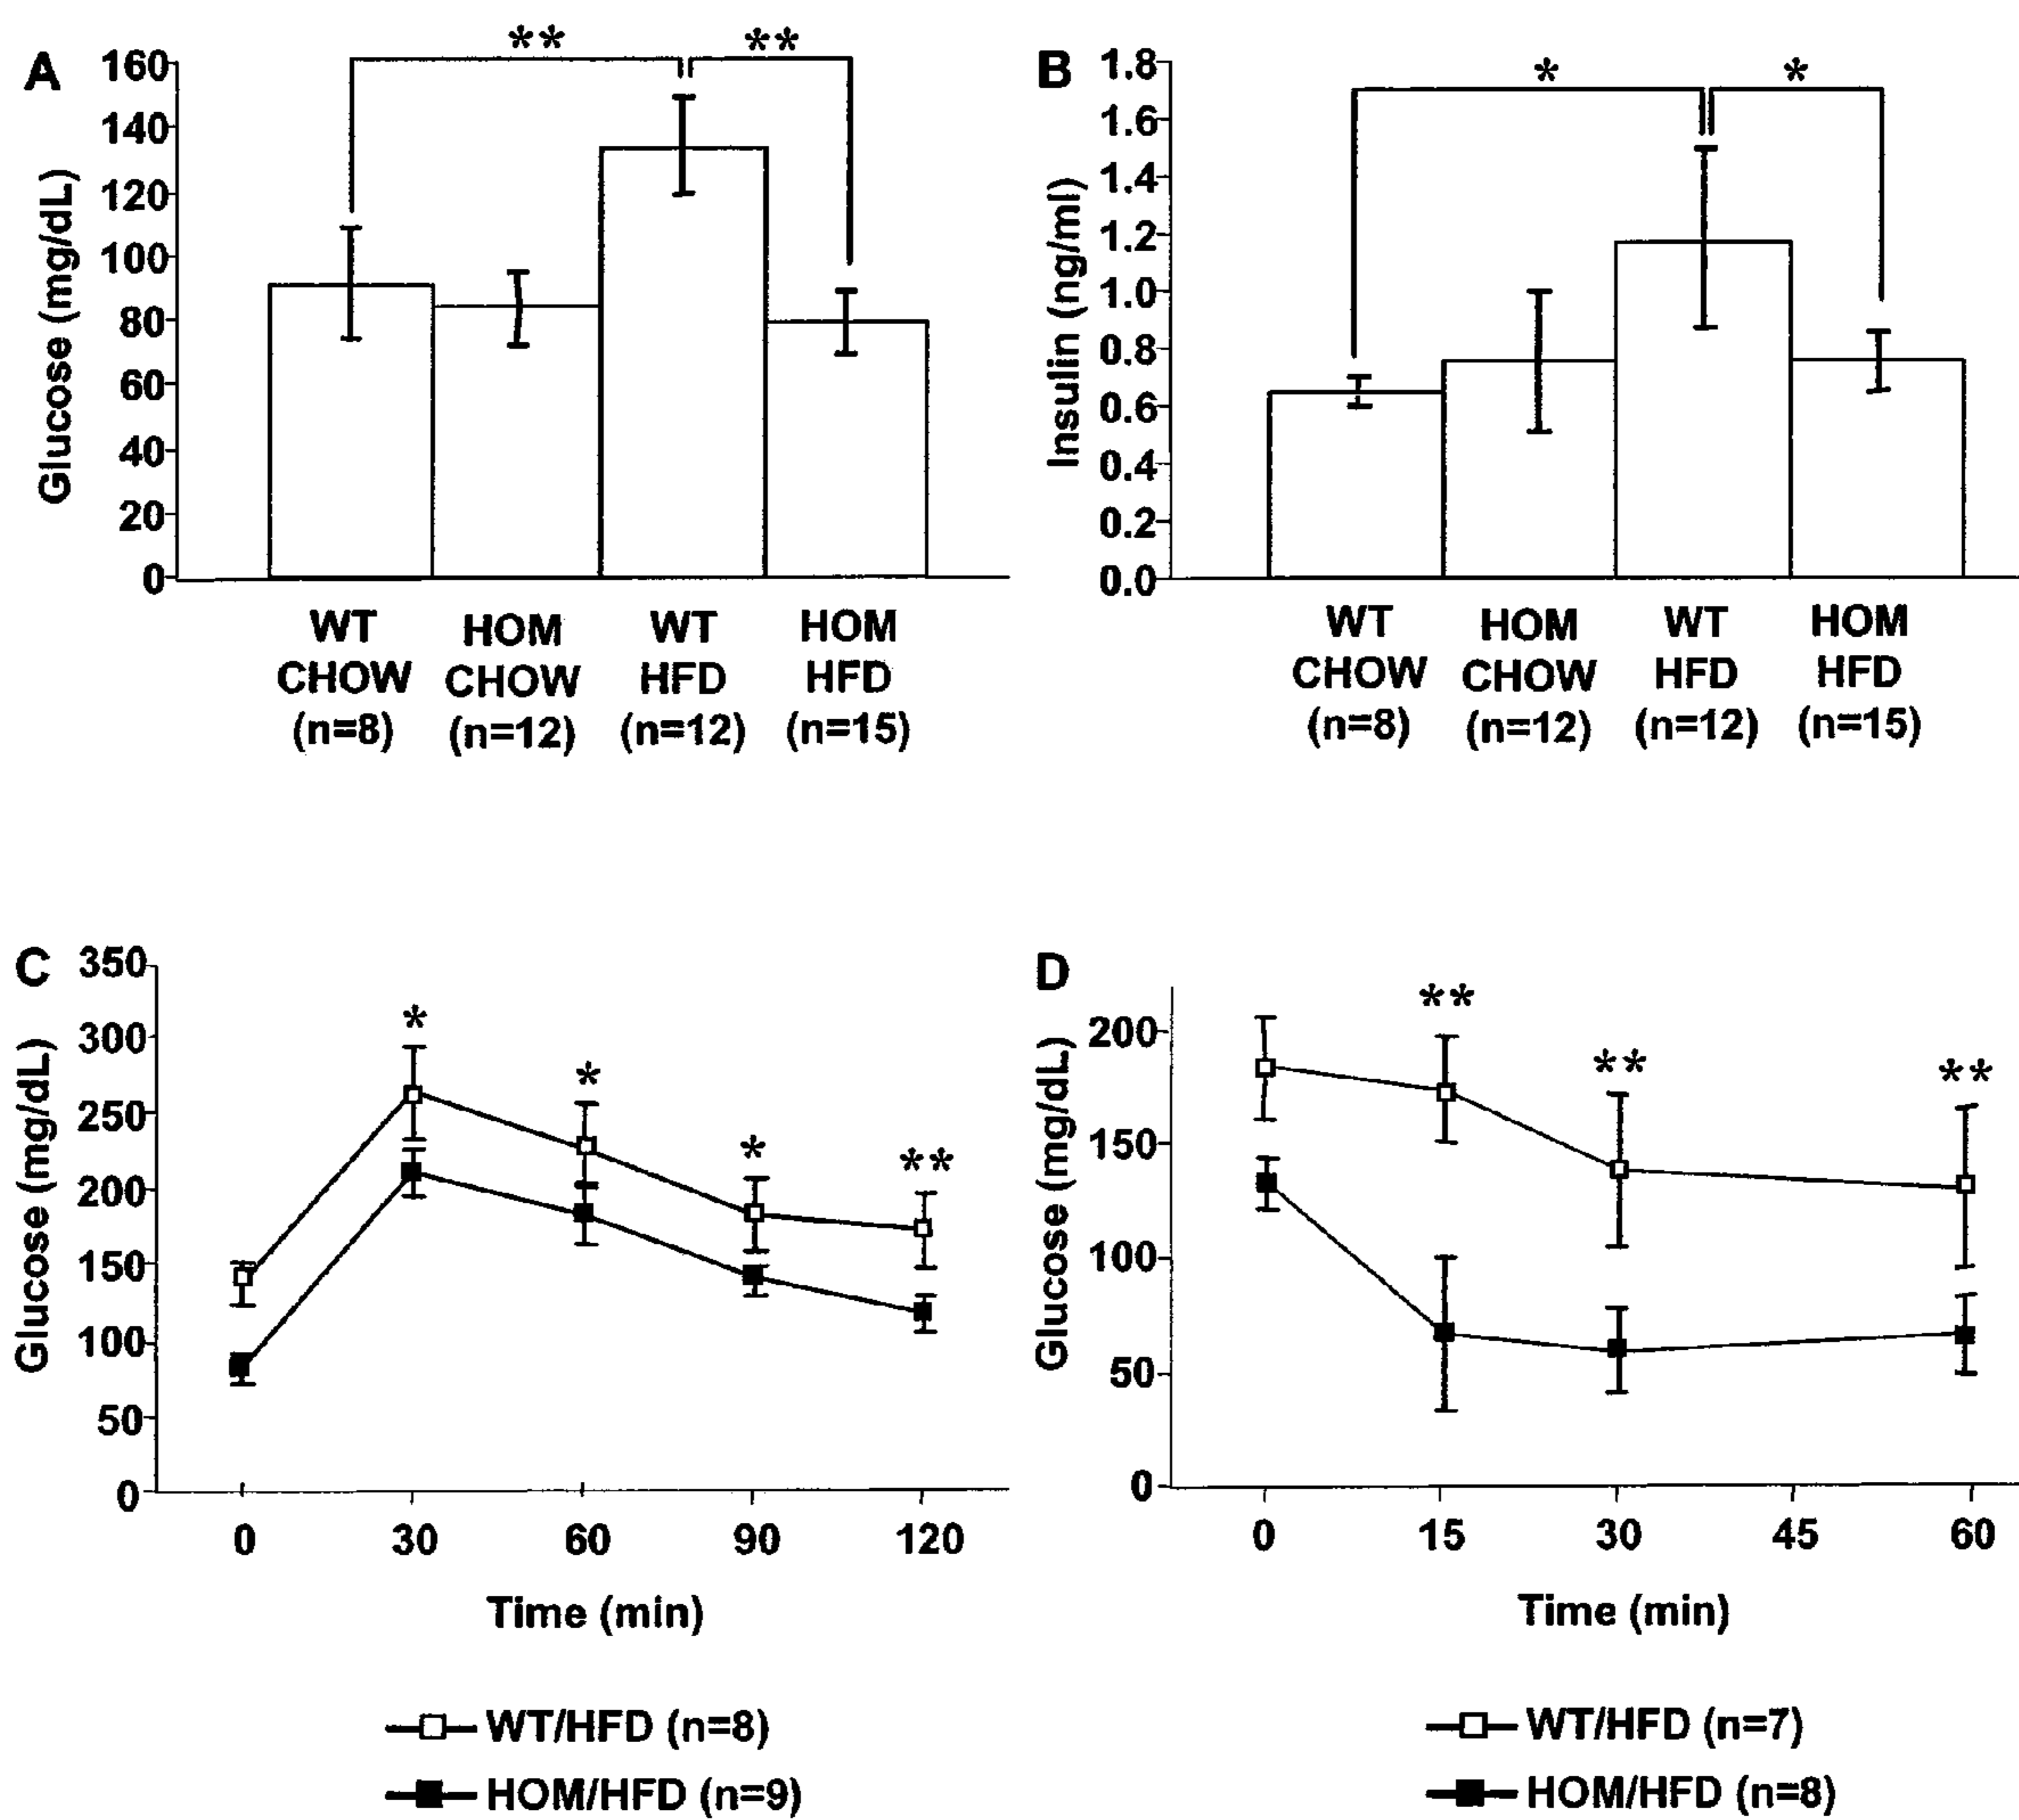 A
**
**
160
140
120
100
80
60
40
20
0
Glucose (mg/dL)
WT
CHOW
(n=8)
HOM
CHOW
(n=12)
WT
HFD
(n=12)
HOM
HFD
(n=15)
B
*
*
1.8
1.6
1.4
1.2
1.0
0.8
0.6
0.4
0.2
0.0
Insulin (ng/ml)
WT
CHOW
(n=8)
HOM
CHOW
(n=12)
WT
HFD
(n=12)
HOM
HFD
(n=15)
C
350
300
250
200
150
100
50
0
Glucose (mg/dL)
*
*
*
**
0 30 60 90 120
Time (min)
WT/HFD (n=8)
HOM/HFD (n=9)
D
200
150
100
50
0
Glucose (mg/dL)
**
**
**
0 15 30 45 60
Time (min)
WT/HFD (n=7)
HOM/HFD (n=8)